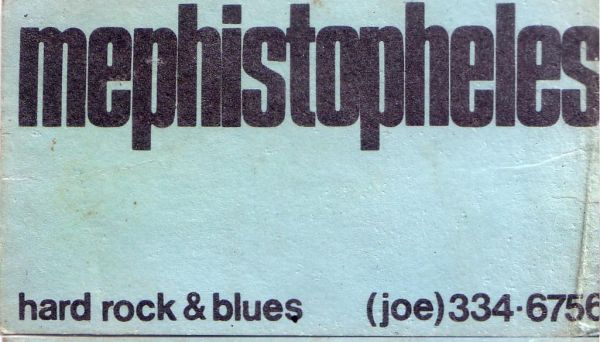 mephistopheles
hard rock & blues (joe) 334-6756